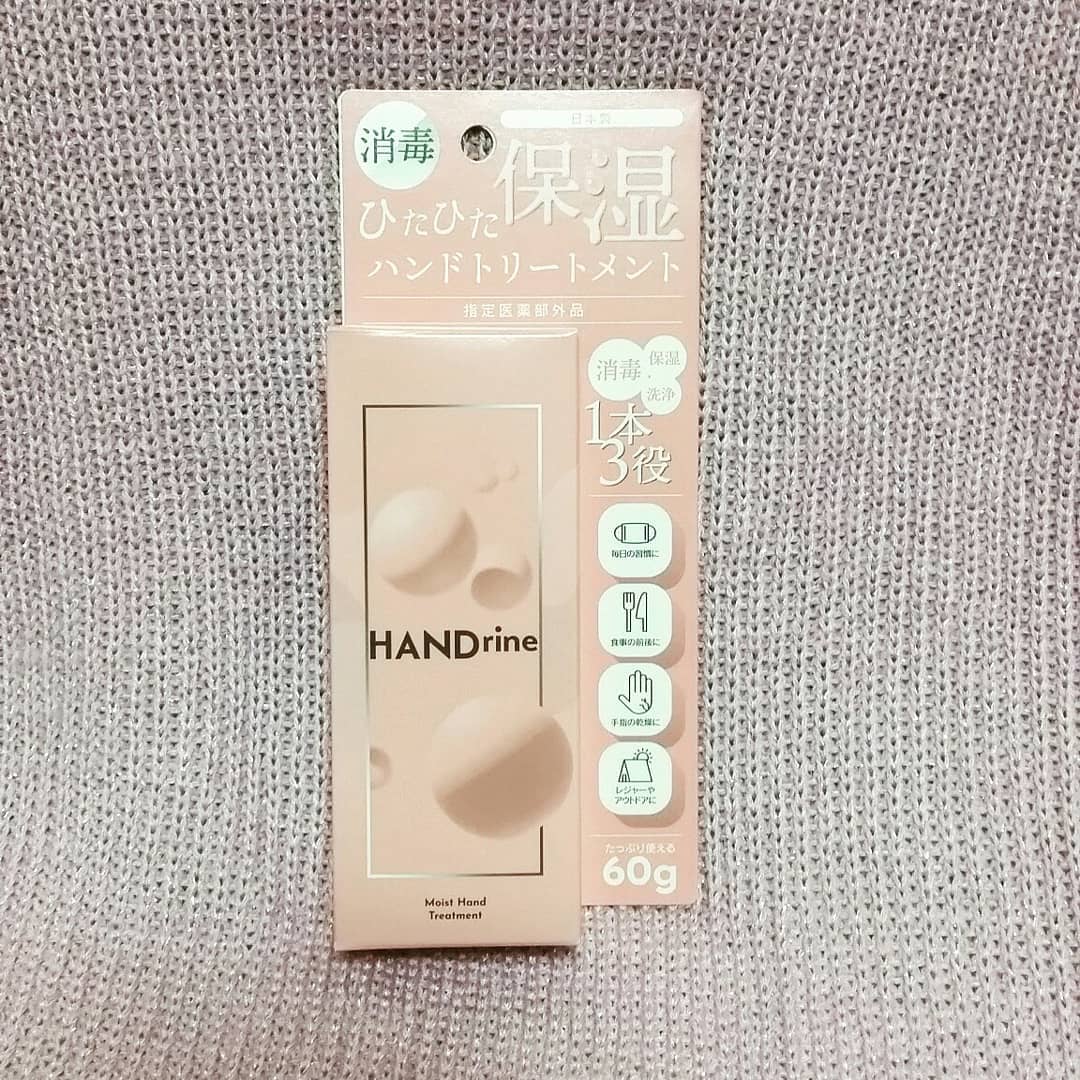 消毒
日本製
ひたひた保湿
ハンドトリートメント
指定医薬部外品
消毒・保湿
洗浄
1本
3役
毎日の習慣に
食事の前後に
手指の乾燥に
レジャーや
アウトドアに
たっぷり使える
60g
HANDrine
Moist Hand
Treatment